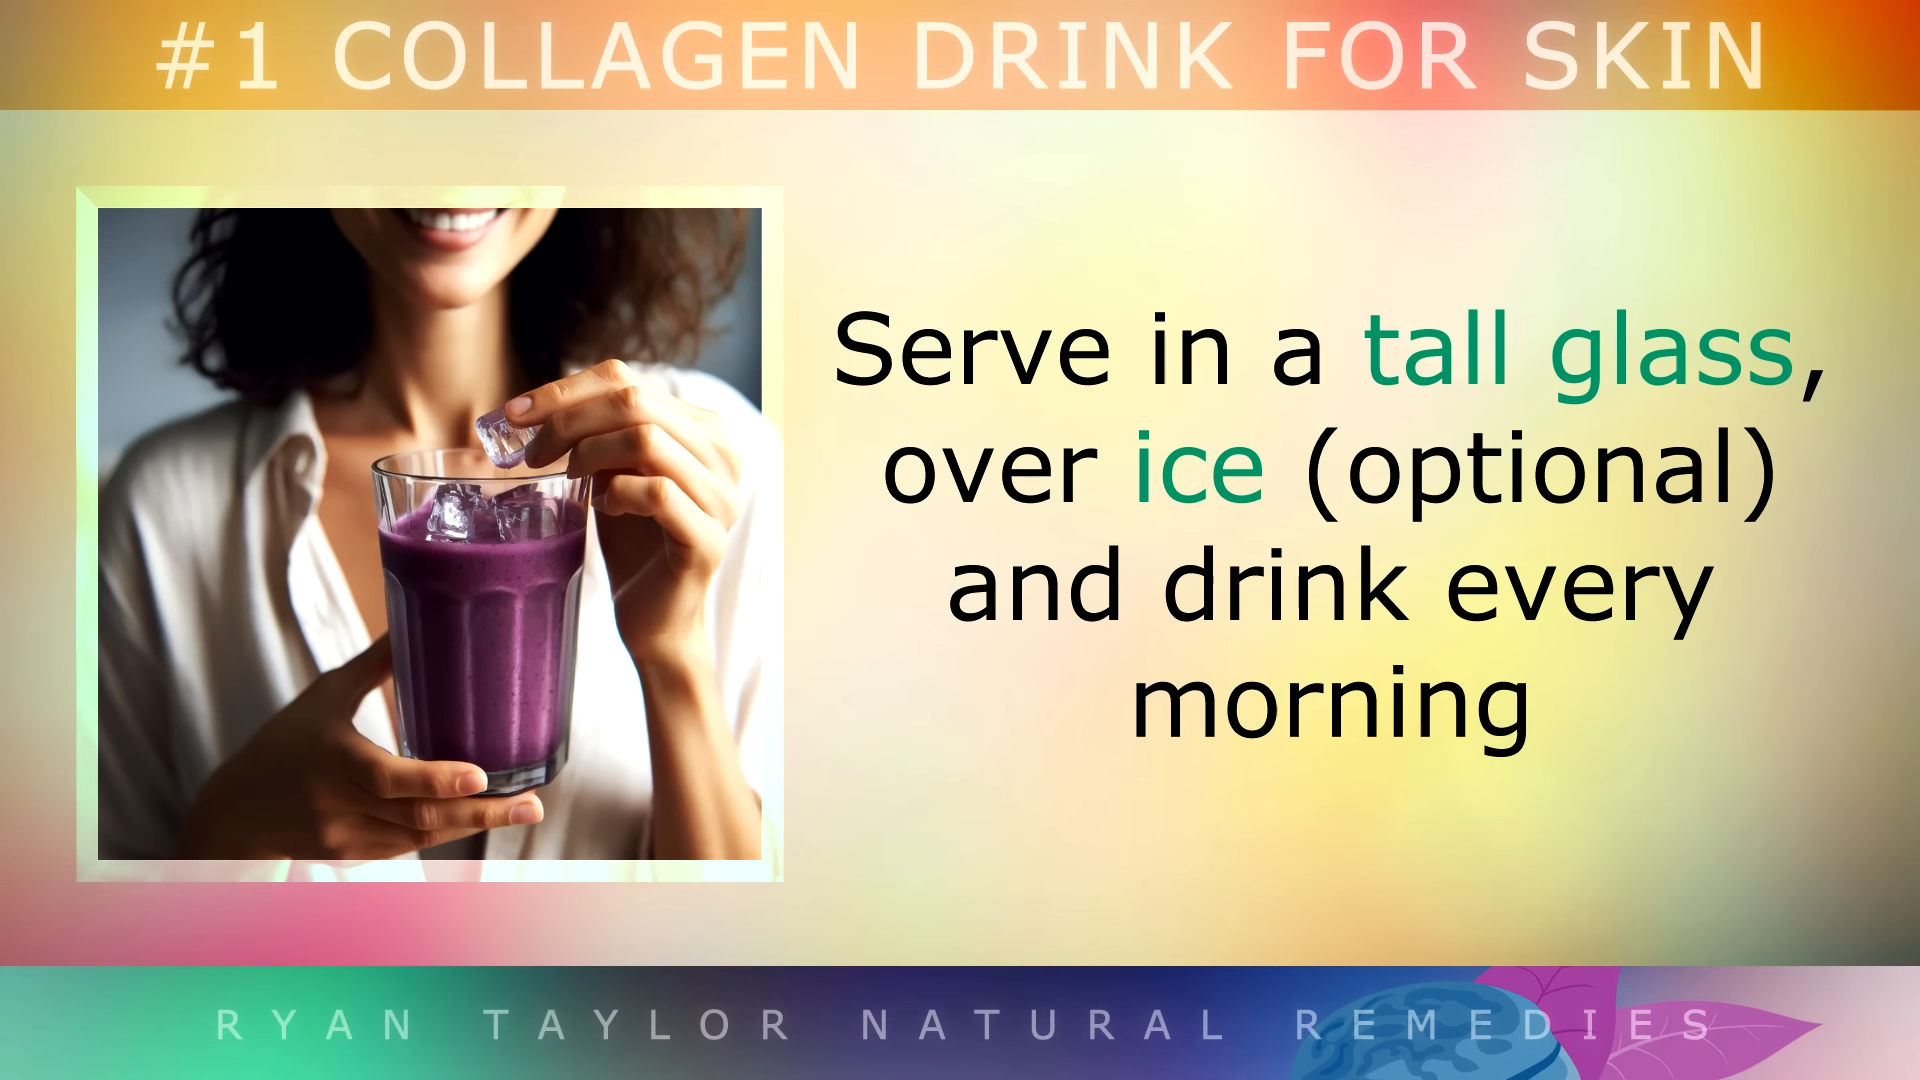 #1 COLLAGEN DRINK FOR SKIN
Serve in a tall glass,
over ice (optional)
and drink every
morning
RYAN TAYLOR NATURAL REMEDIES